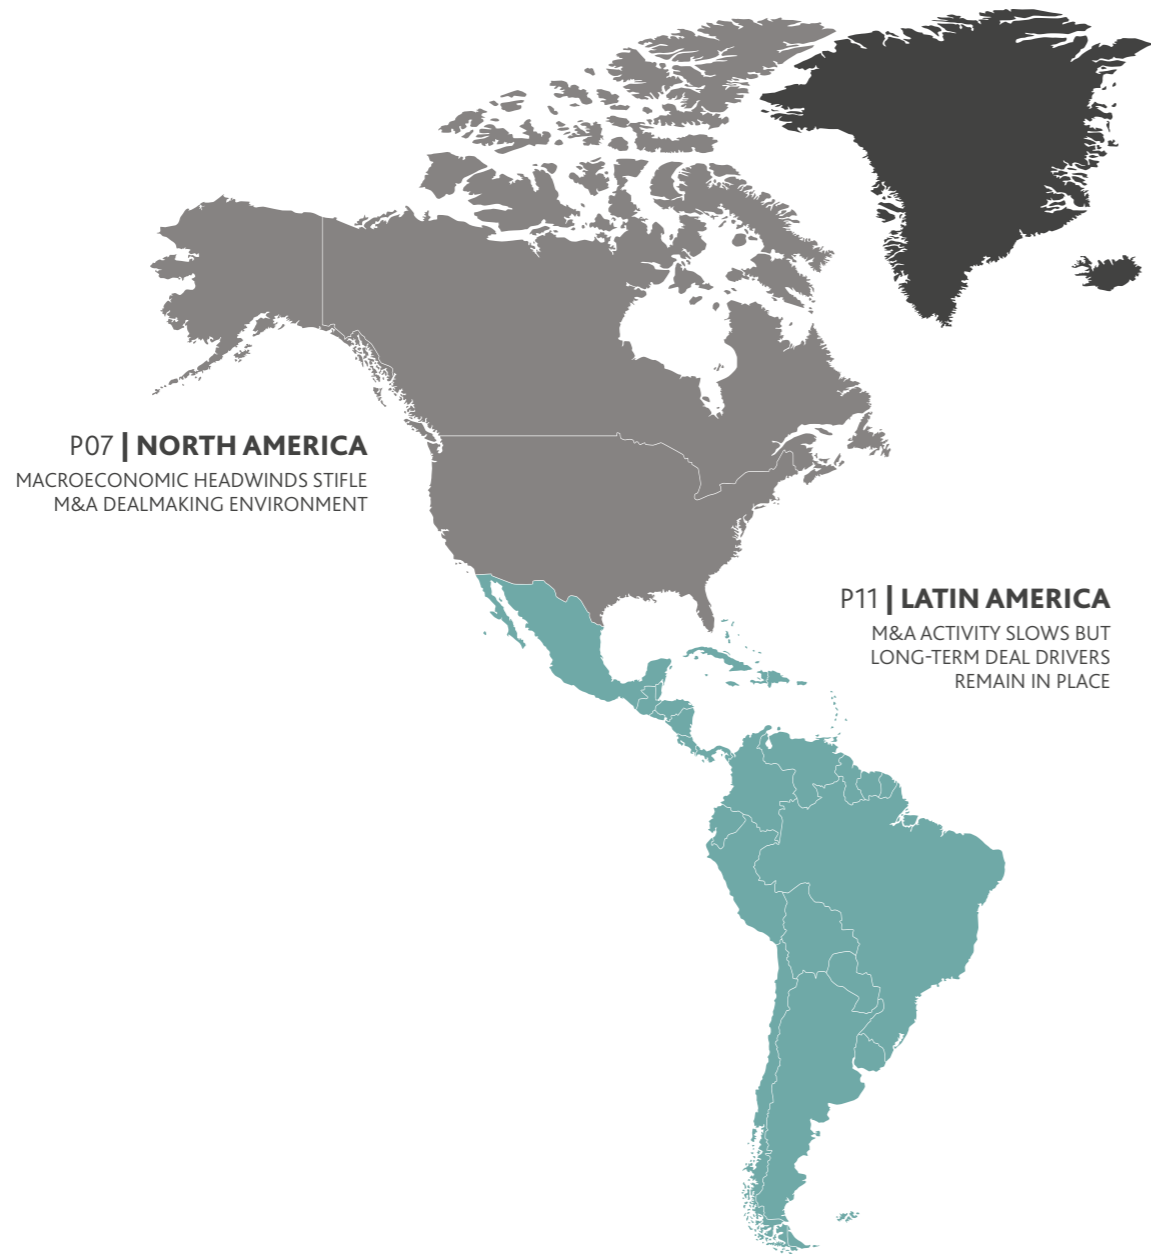 P07 | NORTH AMERICA
MACROECONOMIC HEADWINDS STIFLE
M&A DEALMAKING ENVIRONMENT
P11 | LATIN AMERICA
M&A ACTIVITY SLOWS BUT
LONG-TERM DEAL DRIVERS
REMAIN IN PLACE